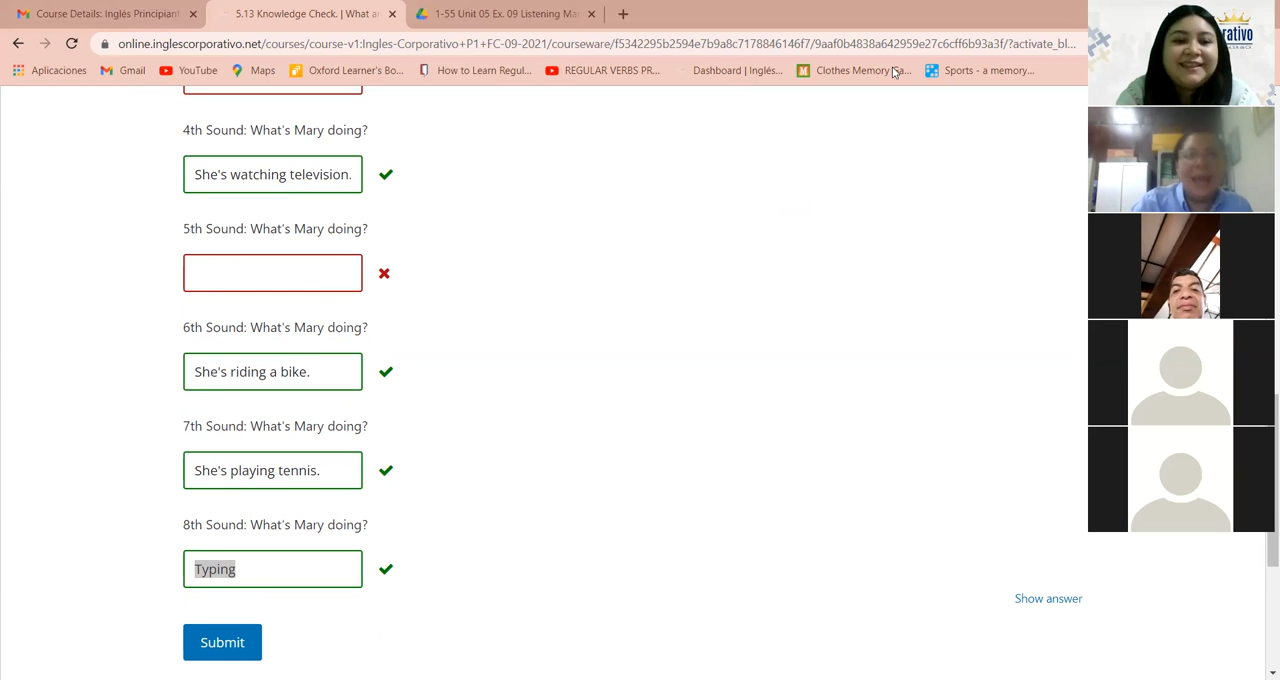 Course Details: Inglés Principiant
5.13 Knowledge Check. | What a
1-55 Unit 05 Ex. 09 Listening Ma
online.inglescorporativo.net/courses/course-v1:Ingles-Corporativo+P1+FC-09-2021/courseware/f5342295b2594e7b9a8c7178846146f7/9aaf0b4838a642959e27c6cff6b93a3f/?activate_bl...
Aplicaciones
Gmail
YouTube
Maps
Oxford Learner's Bo...
How to Learn Regul...
REGULAR VERBS PR...
Dashboard | Inglés...
Clothes Memory Ga...
Sports - a memory...
4th Sound: What's Mary doing?
She's watching television.
5th Sound: What's Mary doing?
6th Sound: What's Mary doing?
She's riding a bike.
7th Sound: What's Mary doing?
She's playing tennis.
8th Sound: What's Mary doing?
Typing
Show answer
Submit